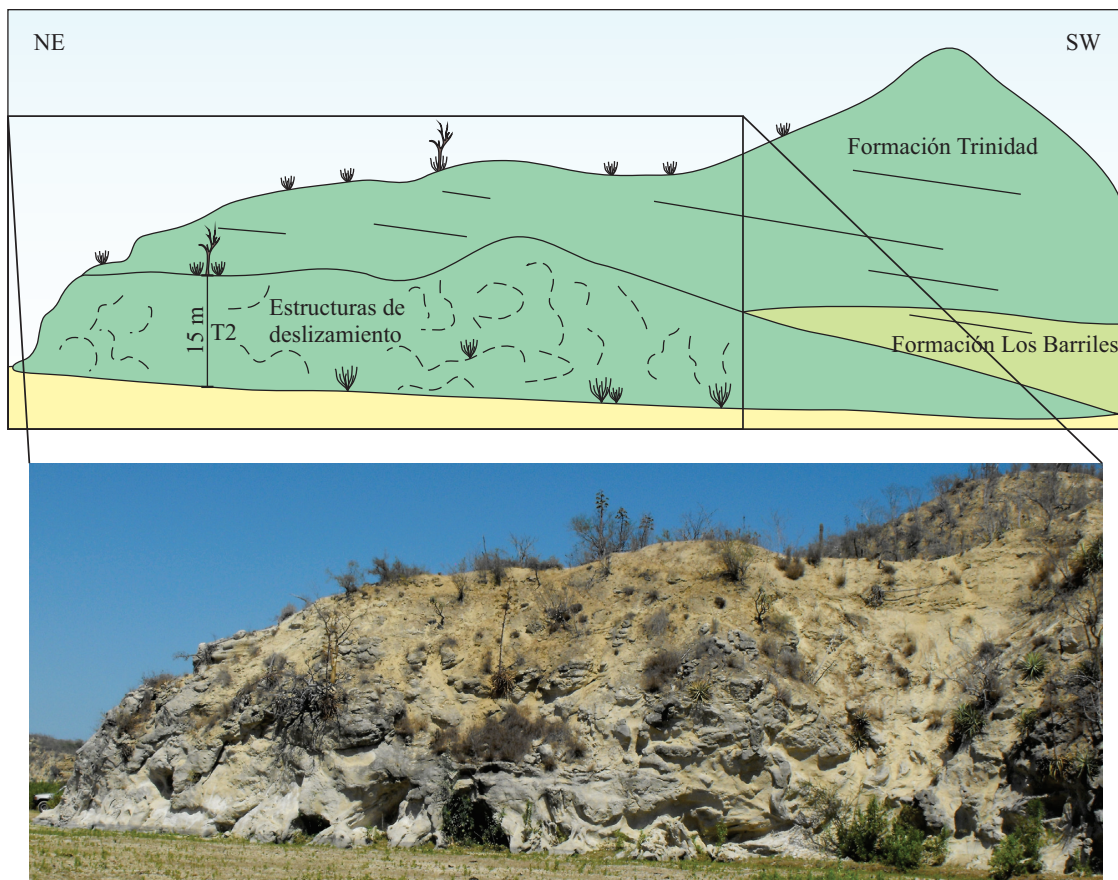 NE
SW
Formación Trinidad
Estructuras de
deslizamiento
15 m
T2
Formación Los Barriles